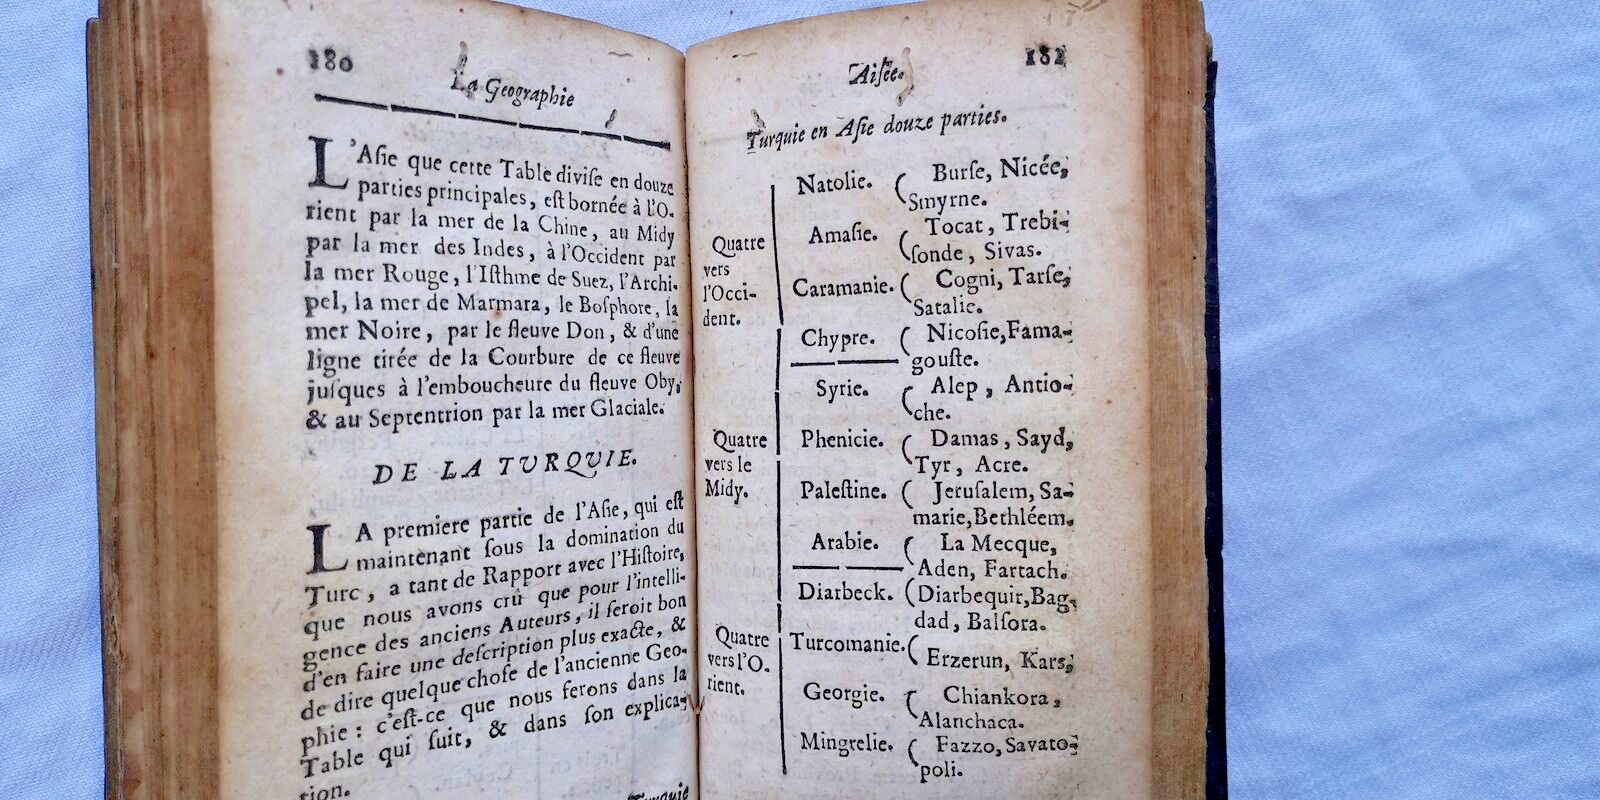 180
La Geographie
L'Asie que cette Table divise en douze
parties principales, est bornée à l'O-
rient par la mer de la Chine, au Midy
par la mer des Indes, à l'Occident par
la mer Rouge, l'Isthme de Suez, l'Archi-
pel, la mer de Marmara, le Bosphore, la
mer Noire, par le fleuve Don, & d'une
ligne tirée de la Courbure de ce fleuve
jusques à l'emboucheure du fleuve Oby,
& au Septentrion par la mer Glaciale.
DE LA TVRQVIE.
LA premiere partie de l'Asie, qui est
maintenant sous la domination du
Turc, a tant de Rapport avec l'Histoire,
que nous avons crû que pour l'intelli-
gence des anciens Auteurs, il seroit bon
d'en faire une description plus exacte, &
de dire quelque chose de l'ancienne Geo-
phie : c'est-ce que nous ferons dans la
Table qui suit, & dans son explica-
tion.
Turquie
Aisée.
181
Turquie en Asie douze parties.
Quatre
vers
l'Occi-
dent.
Natolie. ( Burse, Nicée,
Smyrne.
Amasie. ( Tocat, Trebi-
sonde, Sivas.
Caramanie. ( Cogni, Tarse,
Satalie.
Chypre. ( Nicosie, Fama-
gouste.
Quatre
vers le
Midy.
Syrie. ( Alep, Antio-
che.
Phenicie. ( Damas, Sayd,
Tyr, Acre.
Palestine. ( Jerusalem, Sa-
marie, Bethléem.
Arabie. ( La Mecque,
Aden, Fartach.
Quatre
vers l'O-
rient.
Diarbeck. ( Diarbequir, Bag-
dad, Balsora.
Turcomanie. ( Erzerun, Kars,
Georgie. ( Chiankora,
Alanchaca.
Mingrelie. ( Fazzo, Savato-
poli.